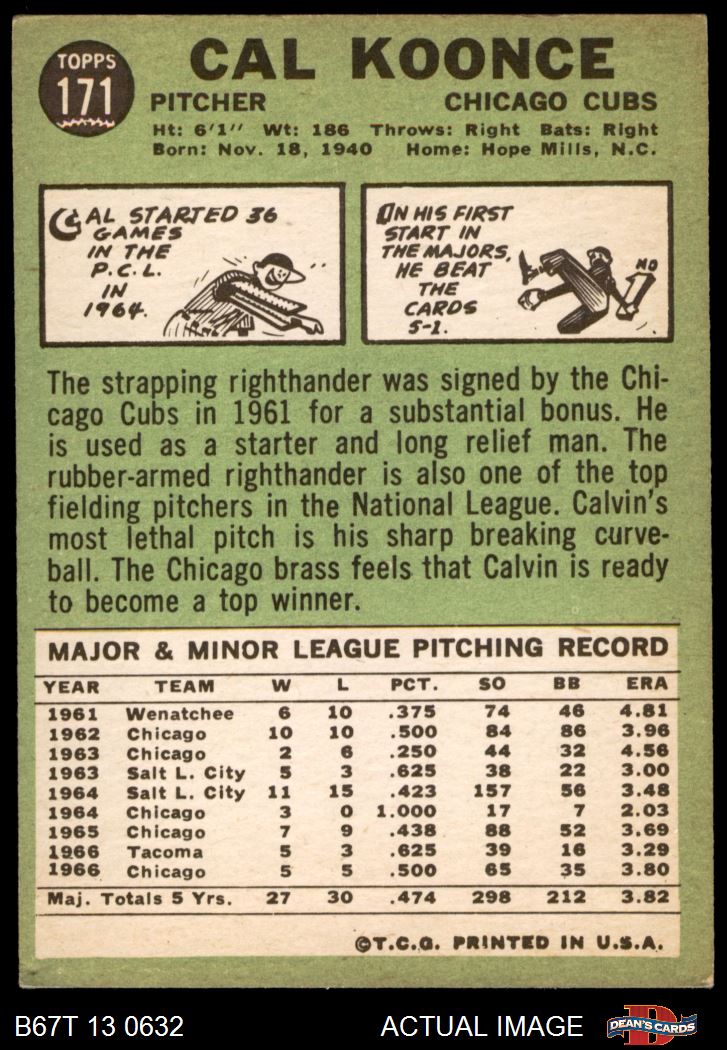 TOPPS
171
CAL KOONCE
PITCHER CHICAGO CUBS
Ht: 6'1" Wt: 186 Throws: Right Bats: Right
Born: Nov. 18, 1940 Home: Hope Mills, N.C.
CAL STARTED 36
GAMES
IN THE
P.C.L.
IN
1964.
ON HIS FIRST
START IN
THE MAJORS,
HE BEAT
THE
CARDS
5-1.
NO
The strapping righthander was signed by the Chi-
cago Cubs in 1961 for a substantial bonus. He
is used as a starter and long relief man. The
rubber-armed righthander is also one of the top
fielding pitchers in the National League. Calvin's
most lethal pitch is his sharp breaking curve-
ball. The Chicago brass feels that Calvin is ready
to become a top winner.
MAJOR & MINOR LEAGUE PITCHING RECORD
YEAR TEAM W L PCT. SO BB ERA
1961 Wenatchee 6 10 .375 74 46 4.81
1962 Chicago 10 10 .500 84 86 3.96
1963 Chicago 2 6 .250 44 32 4.56
1963 Salt L. City 5 3 .625 38 22 3.00
1964 Salt L. City 11 15 .423 157 56 3.48
1964 Chicago 3 0 1.000 17 7 2.03
1965 Chicago 7 9 .438 88 52 3.69
1966 Tacoma 5 3 .625 39 16 3.29
1966 Chicago 5 5 .500 65 35 3.80
Maj. Totals 5 Yrs. 27 30 .474 298 212 3.82
©T.C.G. PRINTED IN U.S.A.
B67T 13 0632 ACTUAL IMAGE DEAN'S CARDS